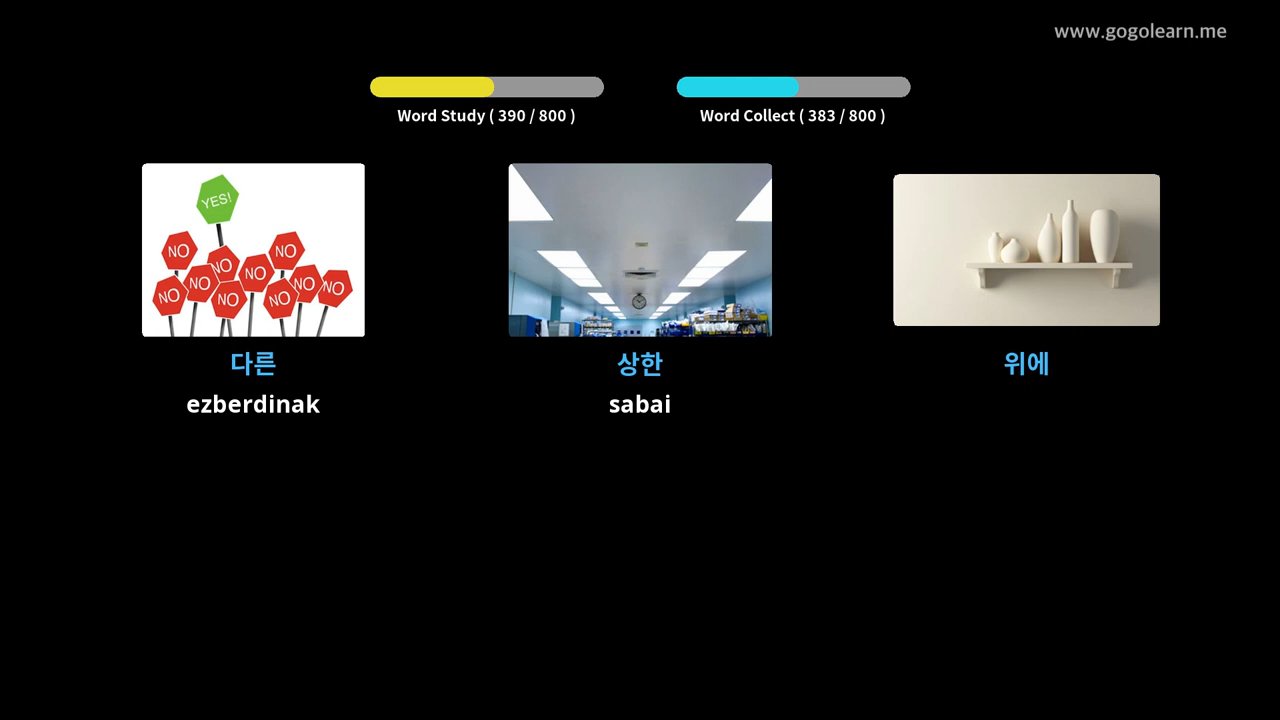 www.gogolearn.me
Word Study ( 390 / 800 )
Word Collect ( 383 / 800 )
YES!
NO
NO
NO
NO
NO
NO
NO
NO
NO
NO
다른
상한
위에
ezberdinak
sabai